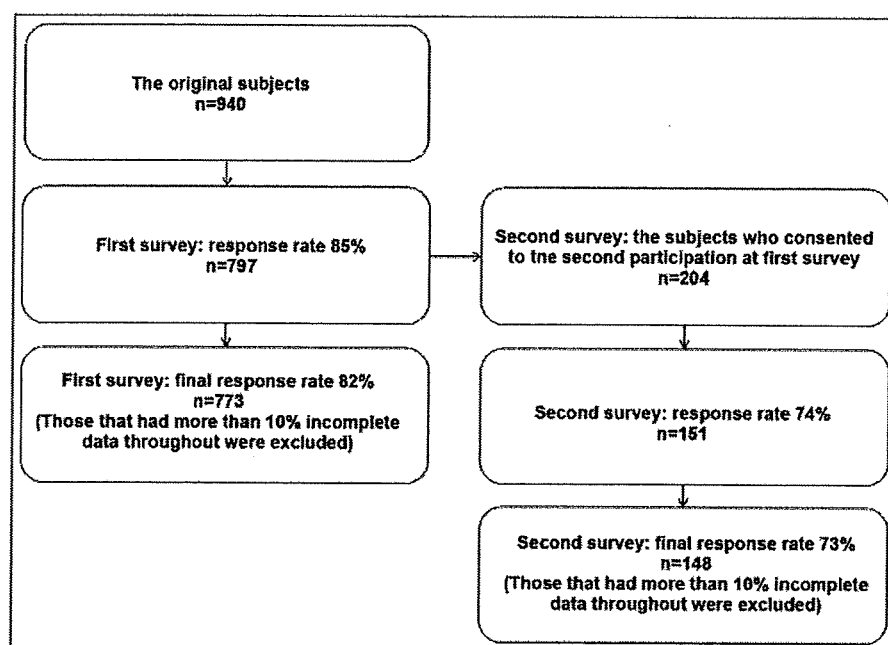 The original subjects
n=940
First survey: response rate 85%
n=797
Second survey: the subjects who consented
to tne second participation at first survey
n=204
First survey: final response rate 82%
n=773
(Those that had more than 10% incomplete
data throughout were excluded)
Second survey: response rate 74%
n=151
Second survey: final response rate 73%
n=148
(Those that had more than 10% incomplete
data throughout were excluded)